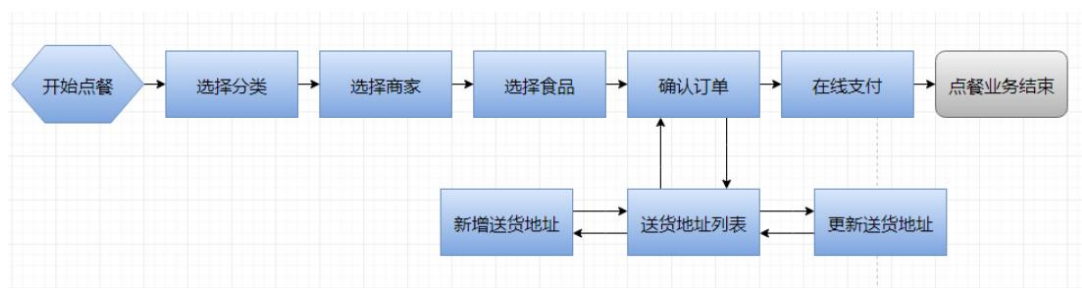 开始点餐
选择分类
选择商家
选择食品
确认订单
在线支付
点餐业务结束
新增送货地址
送货地址列表
更新送货地址